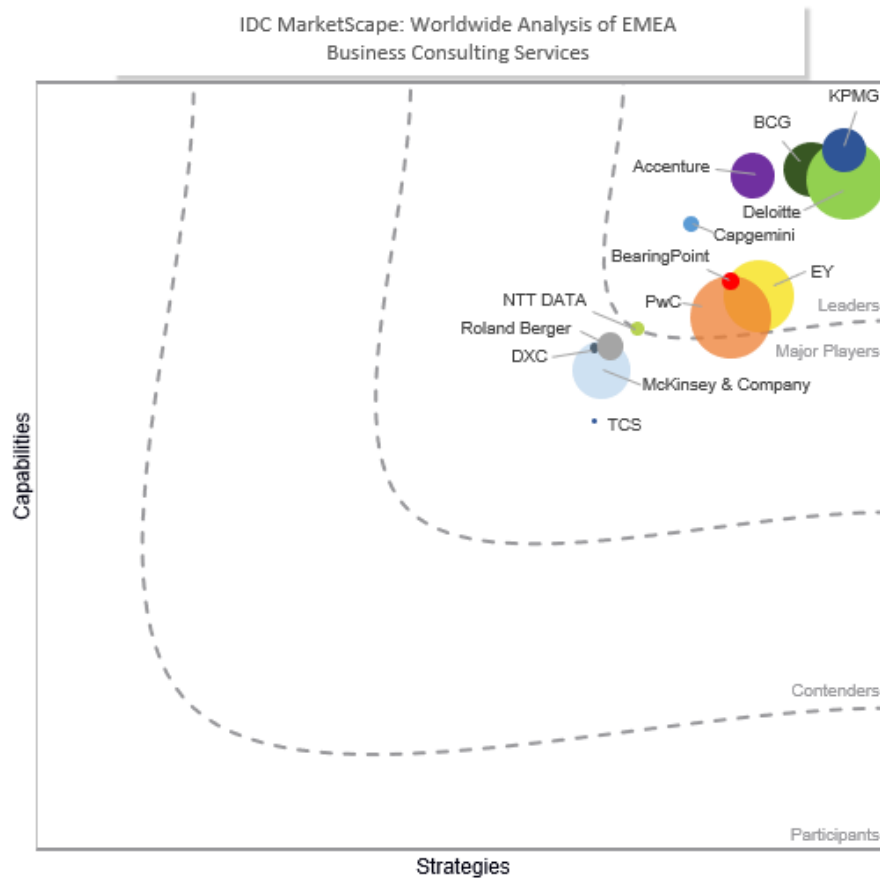 IDC MarketScape: Worldwide Analysis of EMEA
Business Consulting Services
KPMG
BCG
Accenture
Deloitte
Capgemini
BearingPoint
EY
NTT DATA
PwC
Leaders
Roland Berger
Major Players
DXC
McKinsey & Company
TCS
Capabilities
Contenders
Participants
Strategies